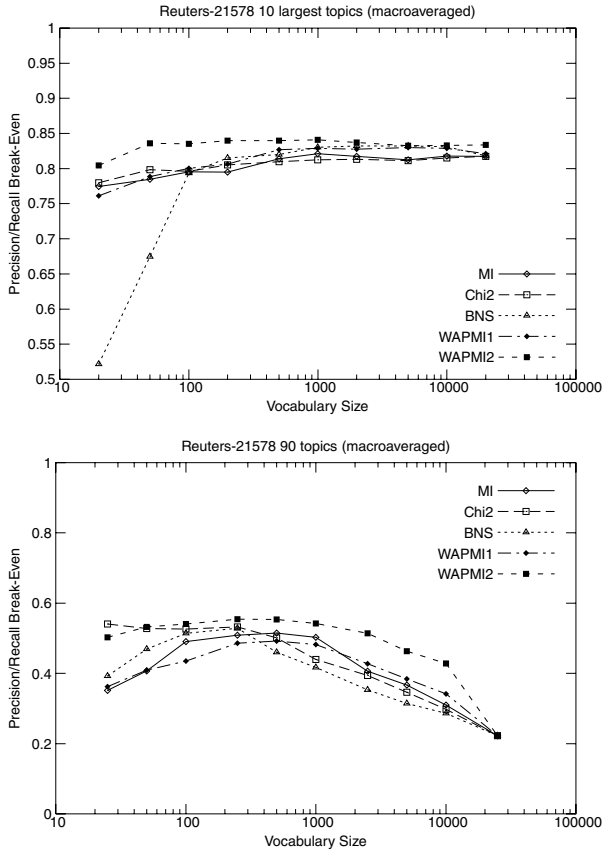 Reuters-21578 10 largest topics (macroaveraged)
1
0.95
0.9
0.85
0.8
0.75
0.7
0.65
0.6
0.55
0.5
Precision/Recall Break-Even
MI
Chi2
BNS
WAPMI1
WAPMI2
10
100
1000
10000
100000
Vocabulary Size
Reuters-21578 90 topics (macroaveraged)
1
0.8
0.6
0.4
0.2
0
Precision/Recall Break-Even
MI
Chi2
BNS
WAPMI1
WAPMI2
10
100
1000
10000
100000
Vocabulary Size